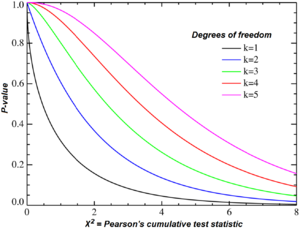 1.0
0.8
0.6
0.4
0.2
0.0
P-value
Degrees of freedom
k=1
k=2
k=3
k=4
k=5
0
2
4
6
8
χ² = Pearson's cumulative test statistic